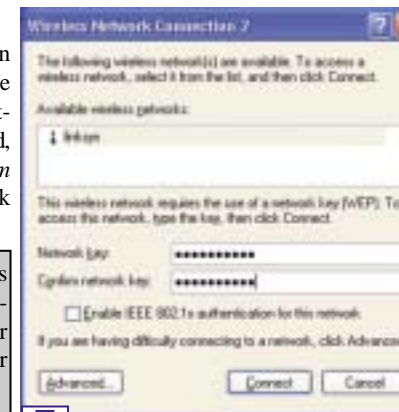 Wireless Network Connection 7
The following wireless network(s) are available. To access a
wireless network, select it from the list, and then click Connect.
Available wireless networks:
linksys
This wireless network requires the use of a network key (WEP). To
access this network, type the key, then click Connect.
Network key:
Confirm network key:
Enable IEEE 802.1x authentication for this network
If you are having difficulty connecting to a network, click Advanced.
Advanced...
Connect
Cancel